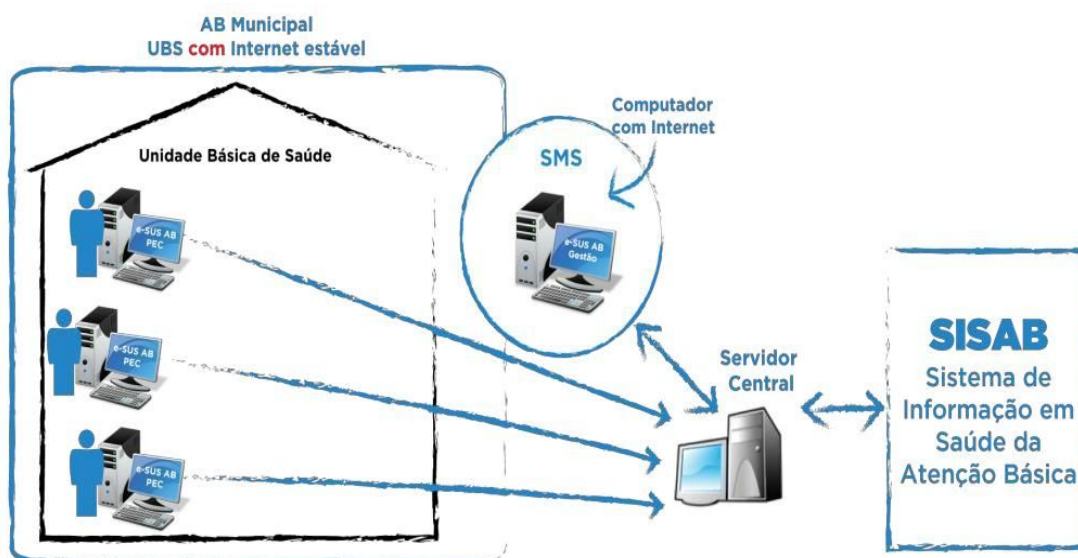 AB Municipal
UBS com Internet estável
Unidade Básica de Saúde
e-SUS AB
PEC
e-SUS AB
PEC
e-SUS AB
PEC
Computador
com Internet
SMS
e-SUS AB
Gestão
Servidor
Central
SISAB
Sistema de
Informação em
Saúde da
Atenção Básica